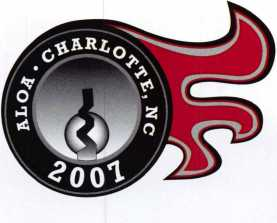 ALOA · CHARLOTTE, NC
2007